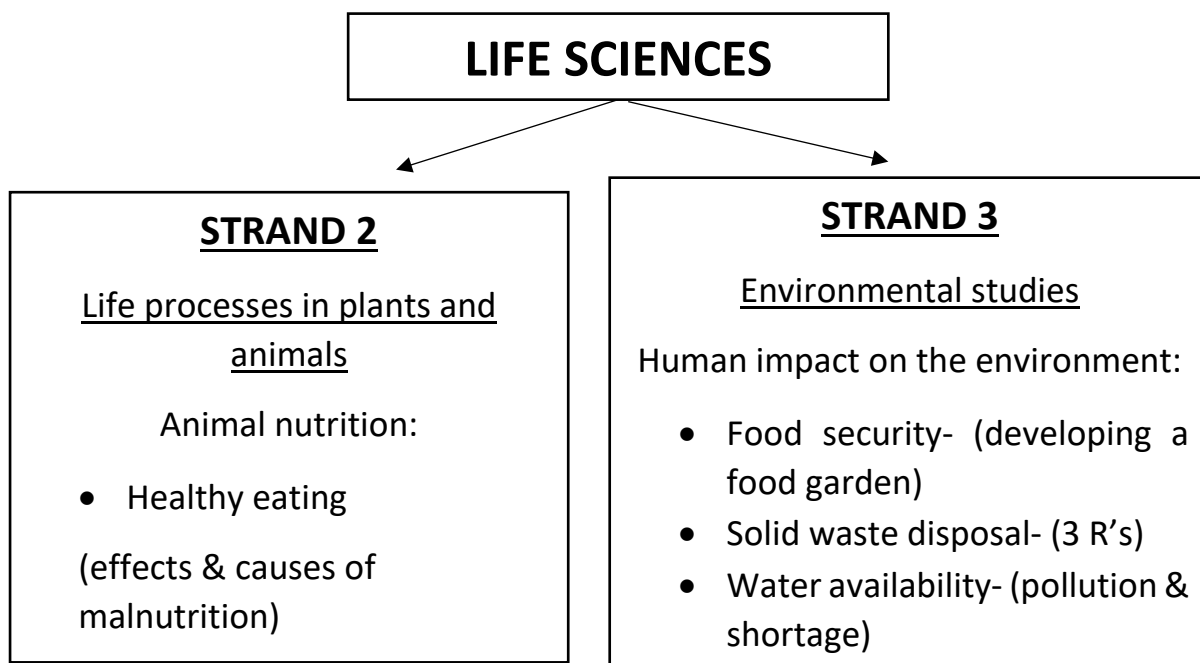 LIFE SCIENCES
STRAND 2
Life processes in plants and
animals
Animal nutrition:
• Healthy eating
(effects & causes of
malnutrition)
STRAND 3
Environmental studies
Human impact on the environment:
• Food security- (developing a
food garden)
• Solid waste disposal- (3 R’s)
• Water availability- (pollution &
shortage)